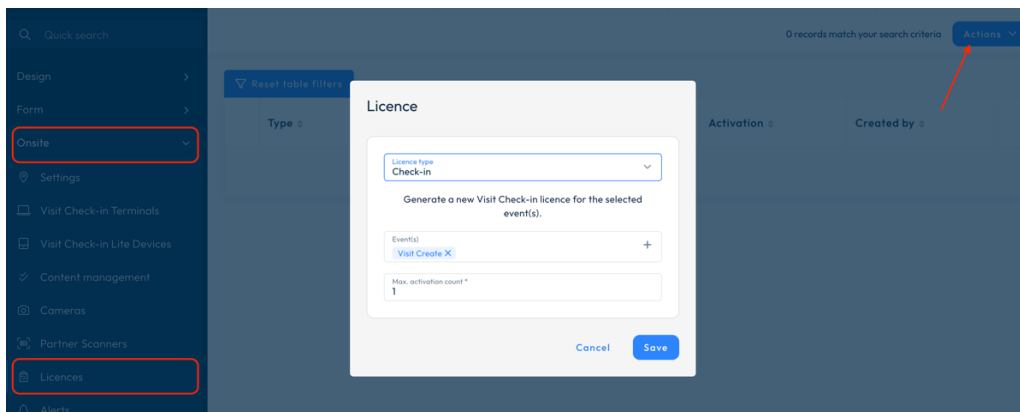 Quick search
0 records match your search criteria
Actions
Design
Form
Onsite
Settings
Visit Check-in Terminals
Visit Check-in Lite Devices
Content management
Cameras
Partner Scanners
Licences
Alerts
Reset table filters
Type
Activation
Created by
Licence
Licence type
Check-in
Generate a new Visit Check-in licence for the selected
event(s).
Event(s)
Visit Create
Max. activation count *
1
Cancel
Save